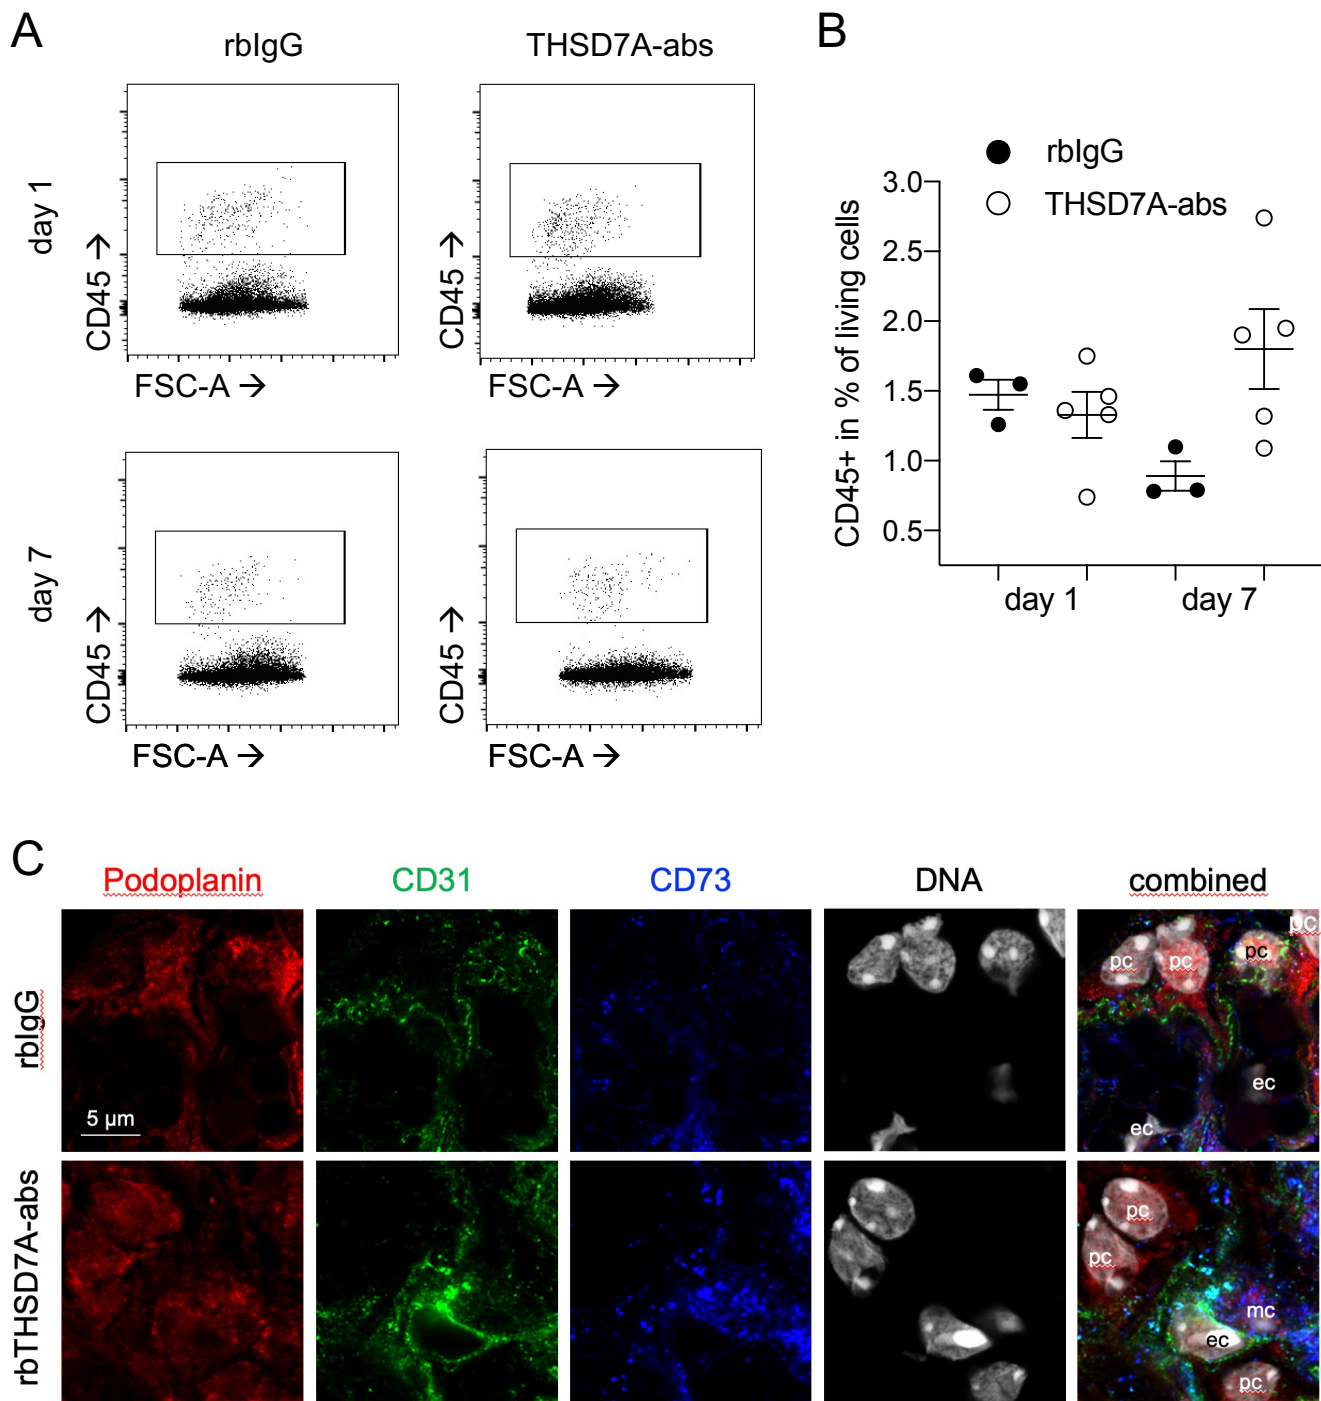 A
rbIgG
THSD7A-abs
day 1
CD45 →
FSC-A →
CD45 →
FSC-A →
day 7
CD45 →
FSC-A →
CD45 →
FSC-A →
B
rbIgG
THSD7A-abs
CD45+ in % of living cells
3.0
2.5
2.0
1.5
1.0
0.5
day 1
day 7
C
Podoplanin
CD31
CD73
DNA
combined
rbIgG
5 µm
pc
pc
pc
pc
ec
ec
rbTHSD7A-abs
pc
pc
mc
ec
pc